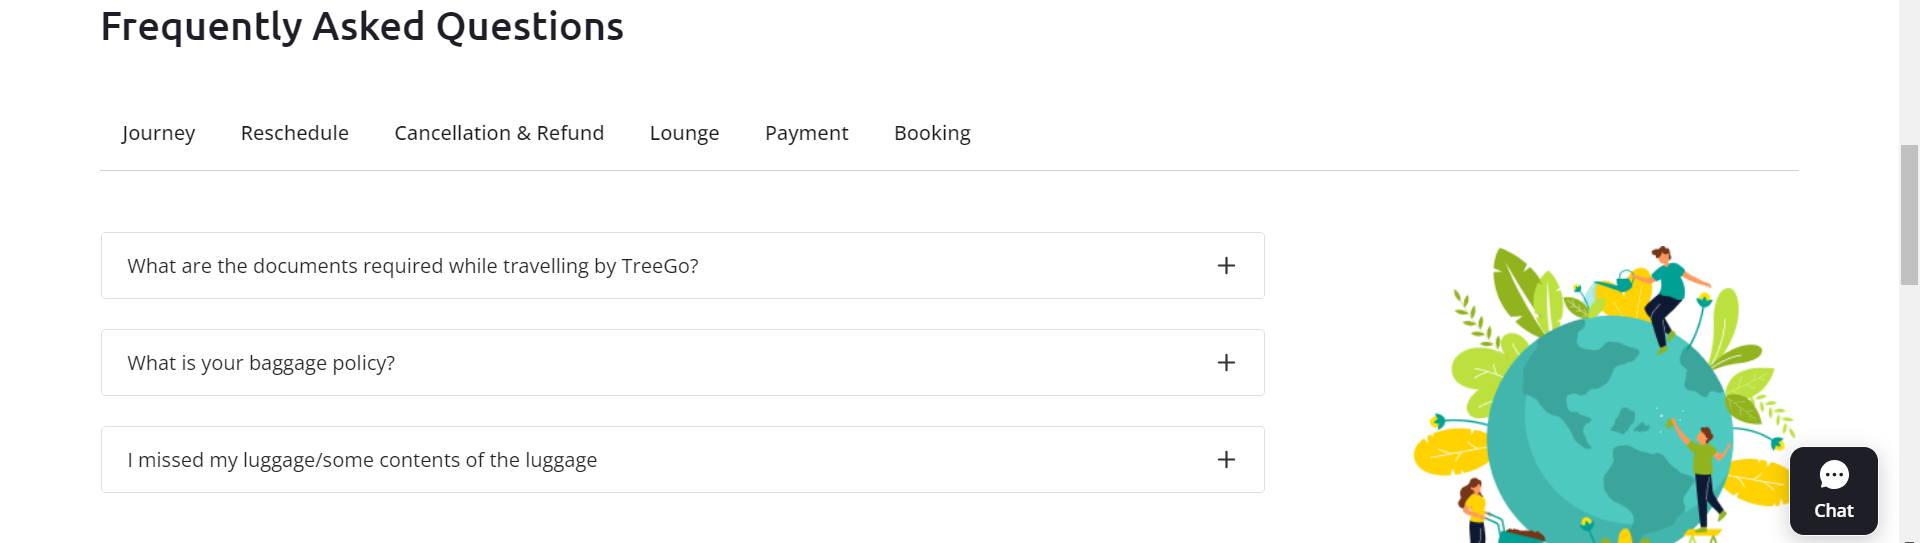 Frequently Asked Questions
Journey Reschedule Cancellation & Refund Lounge Payment Booking
What are the documents required while travelling by TreeGo?
What is your baggage policy?
I missed my luggage/some contents of the luggage
Chat